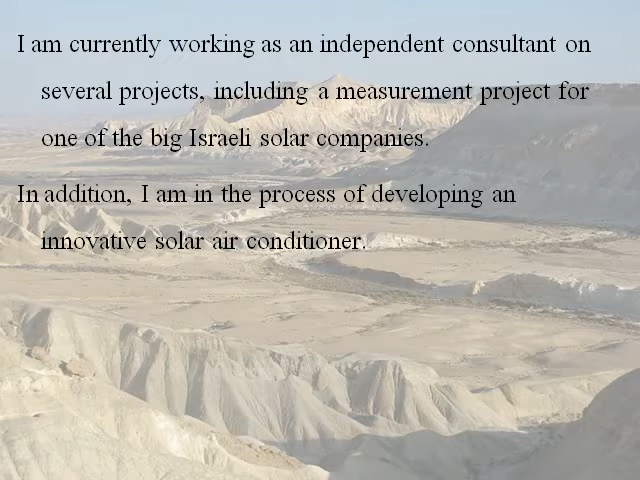 I am currently working as an independent consultant on
several projects, including a measurement project for
one of the big Israeli solar companies.
In addition, I am in the process of developing an
innovative solar air conditioner.